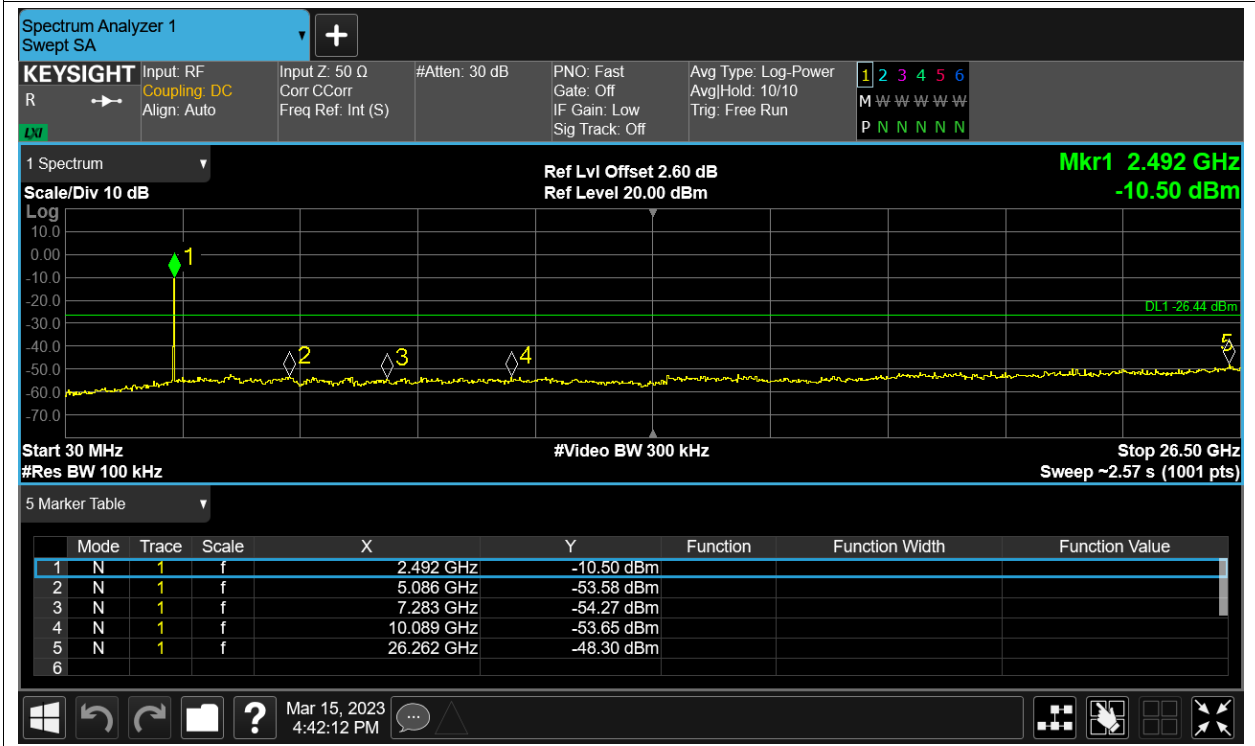 Spectrum Analyzer 1
Swept SA
+
KEYSIGHT
R
LXI
Input: RF
Coupling: DC
Align: Auto
Input Z: 50 Ω
Corr CCorr
Freq Ref: Int (S)
#Atten: 30 dB
PNO: Fast
Gate: Off
IF Gain: Low
Sig Track: Off
Avg Type: Log-Power
Avg|Hold: 10/10
Trig: Free Run
1 2 3 4 5 6
M W W W W W
P N N N N N
1 Spectrum
Scale/Div 10 dB
Ref Lvl Offset 2.60 dB
Ref Level 20.00 dBm
Mkr1 2.492 GHz
-10.50 dBm
Log
10.0
0.00
-10.0
-20.0
-30.0
-40.0
-50.0
-60.0
-70.0
1
2
3
4
5
DL1 -26.44 dBm
Start 30 MHz
#Res BW 100 kHz
#Video BW 300 kHz
Stop 26.50 GHz
Sweep ~2.57 s (1001 pts)
5 Marker Table
Mode Trace Scale X Y Function Function Width Function Value
1 N 1 f 2.492 GHz -10.50 dBm
2 N 1 f 5.086 GHz -53.58 dBm
3 N 1 f 7.283 GHz -54.27 dBm
4 N 1 f 10.089 GHz -53.65 dBm
5 N 1 f 26.262 GHz -48.30 dBm
6
?
Mar 15, 2023
4:42:12 PM